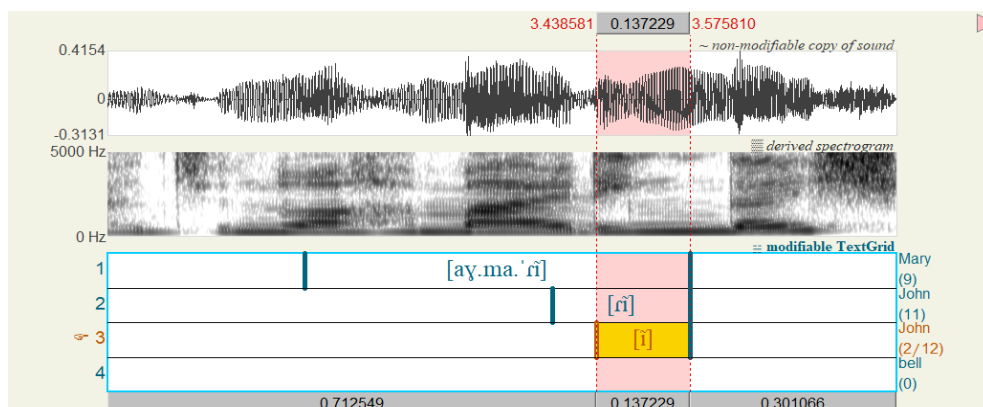 3.438581 0.137229 3.575810
0.4154
~ non-modifiable copy of sound
0
-0.3131
5000 Hz
▒ derived spectrogram
0 Hz
modifiable TextGrid
1 [aɣ.ma.ˈɾĩ] Mary (9)
2 [ɾĩ] John (11)
☞ 3 [ĩ] John (2/12)
4 bell (0)
0.712549 0.137229 0.301066